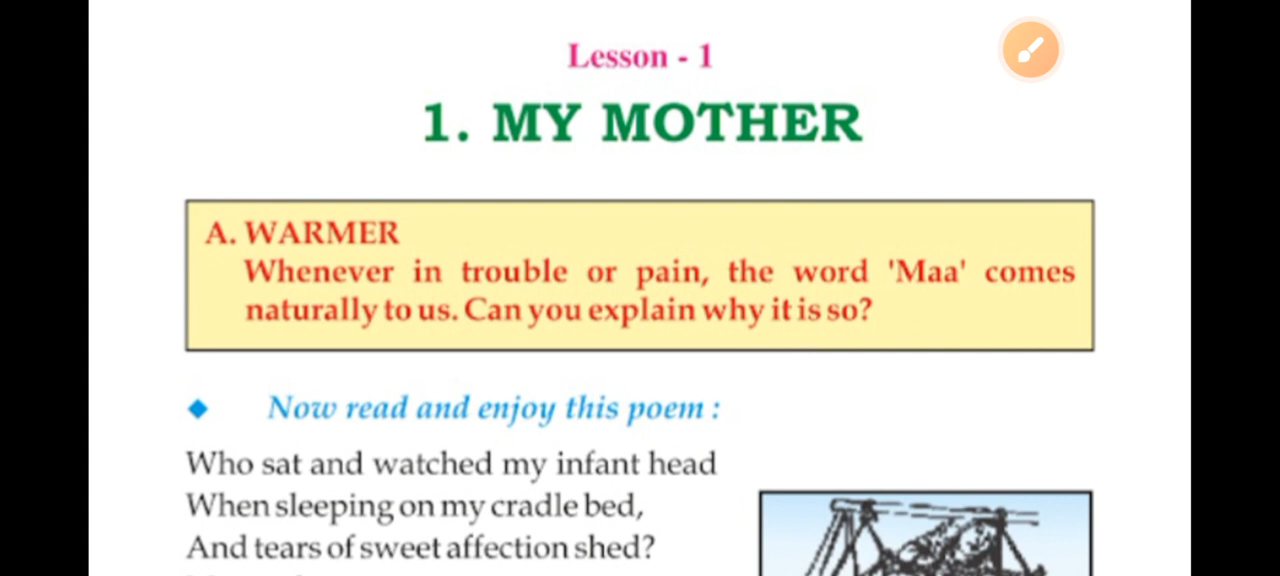 Lesson - 1
1. MY MOTHER
A. WARMER
Whenever in trouble or pain, the word 'Maa' comes
naturally to us. Can you explain why it is so?
Now read and enjoy this poem :
Who sat and watched my infant head
When sleeping on my cradle bed,
And tears of sweet affection shed?